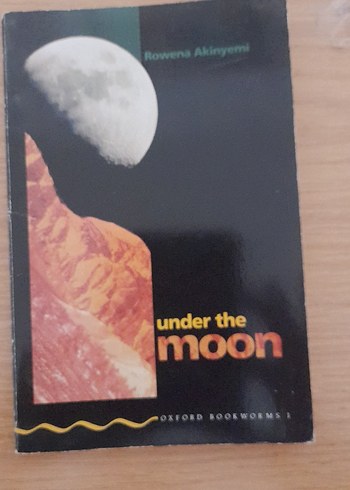 Rowena Akinyemi
under the
moon
OXFORD BOOKWORMS 1